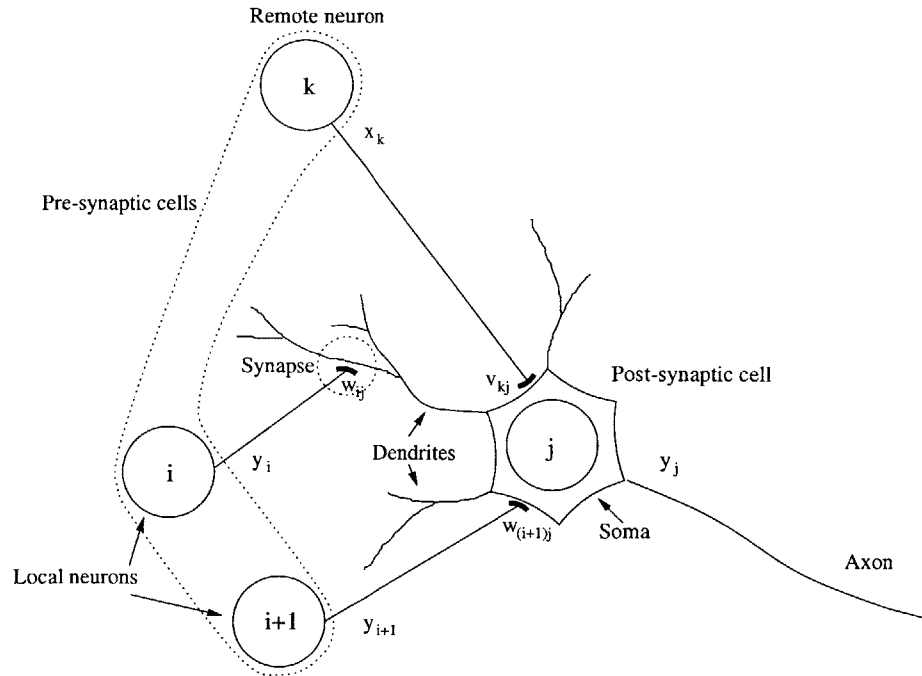 Remote neuron
k
x_k
Pre-synaptic cells
Synapse
w_ij
v_kj
Post-synaptic cell
Dendrites
j
y_j
i
y_i
w_(i+1)j
Soma
Axon
Local neurons
i+1
y_i+1